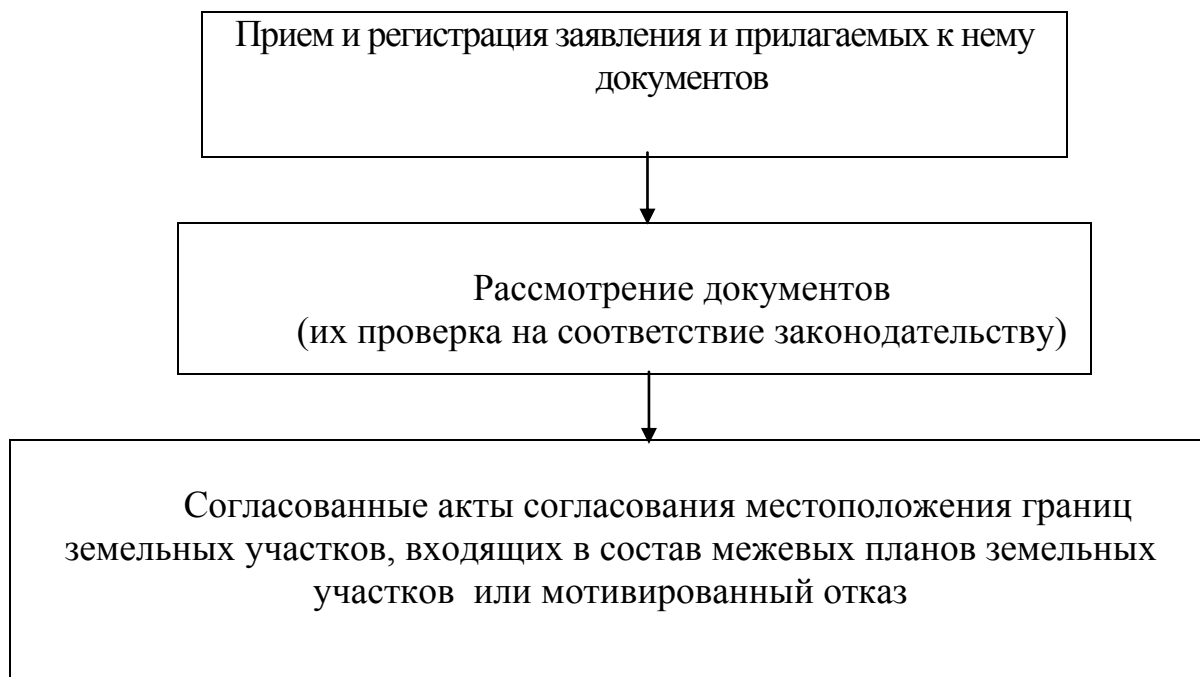 Прием и регистрация заявления и прилагаемых к нему
документов
Рассмотрение документов
(их проверка на соответствие законодательству)
Согласованные акты согласования местоположения границ
земельных участков, входящих в состав межевых планов земельных
участков или мотивированный отказ